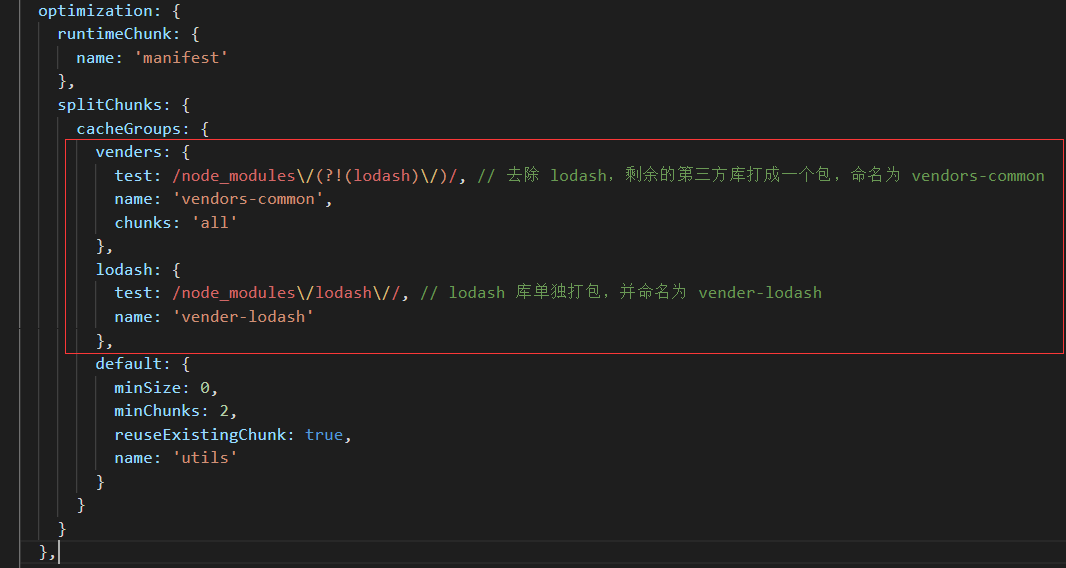 optimization: {
runtimeChunk: {
name: 'manifest'
},
splitChunks: {
cacheGroups: {
venders: {
test: /node_modules\/(?!(lodash)\/)/, // 去除 lodash，剩余的第三方库打成一个包，命名为 vendors-common
name: 'vendors-common',
chunks: 'all'
},
lodash: {
test: /node_modules\/lodash\//, // lodash 库单独打包，并命名为 vender-lodash
name: 'vender-lodash'
},
default: {
minSize: 0,
minChunks: 2,
reuseExistingChunk: true,
name: 'utils'
}
}
}
},